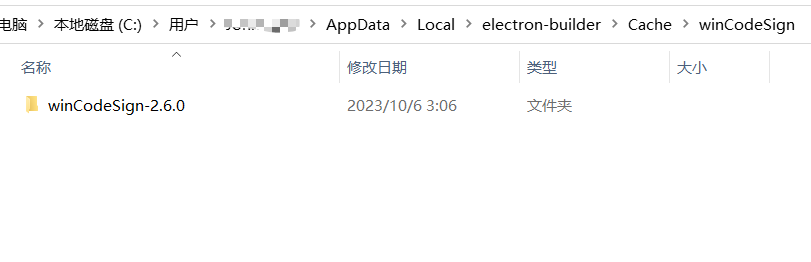 电脑 › 本地磁盘 (C:) › 用户 › › AppData › Local › electron-builder › Cache › winCodeSign
名称 修改日期 类型 大小
winCodeSign-2.6.0 2023/10/6 3:06 文件夹